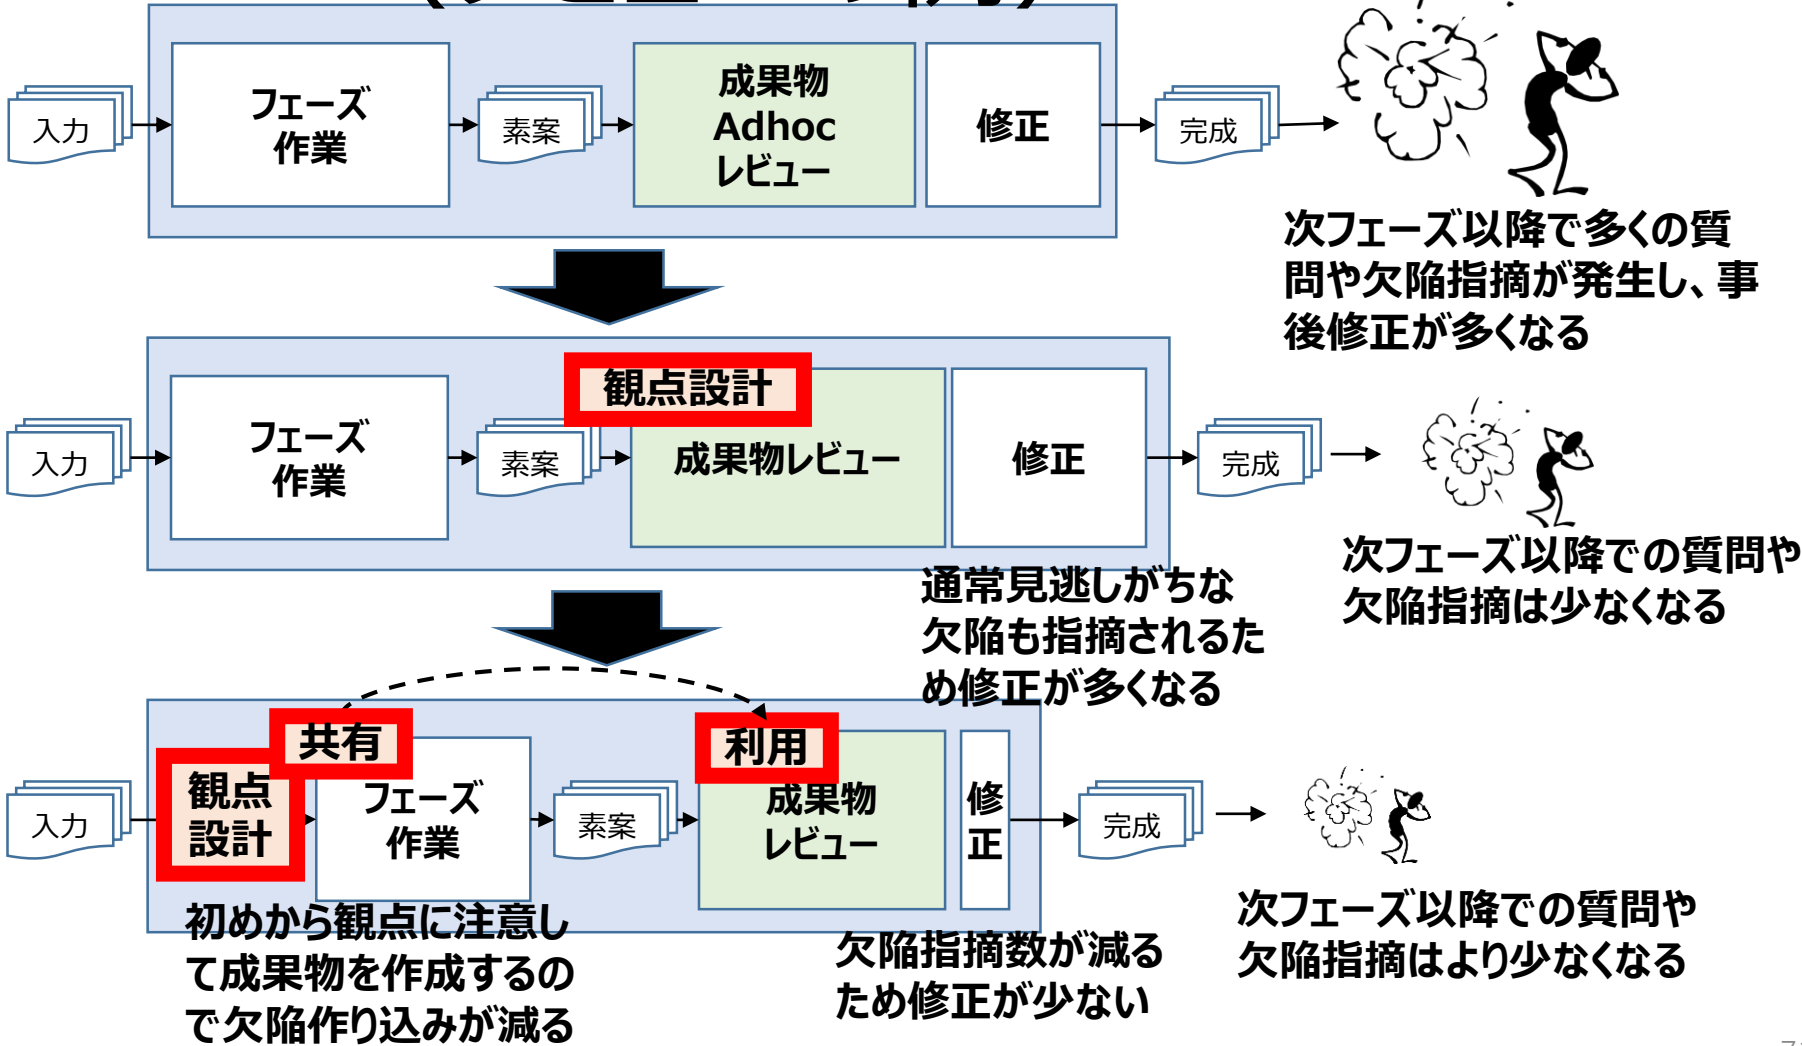 入力
フェーズ
作業
素案
成果物
Adhoc
レビュー
修正
完成
次フェーズ以降で多くの質
問や欠陥指摘が発生し、事
後修正が多くなる
観点設計
入力
フェーズ
作業
素案
成果物レビュー
修正
完成
次フェーズ以降での質問や
欠陥指摘は少なくなる
通常見逃しがちな
欠陥も指摘されるた
め修正が多くなる
共有
利用
入力
観点
設計
フェーズ
作業
素案
成果物
レビュー
修
正
完成
初めから観点に注意し
て成果物を作成するの
で欠陥作り込みが減る
欠陥指摘数が減る
ため修正が少ない
次フェーズ以降での質問や
欠陥指摘はより少なくなる